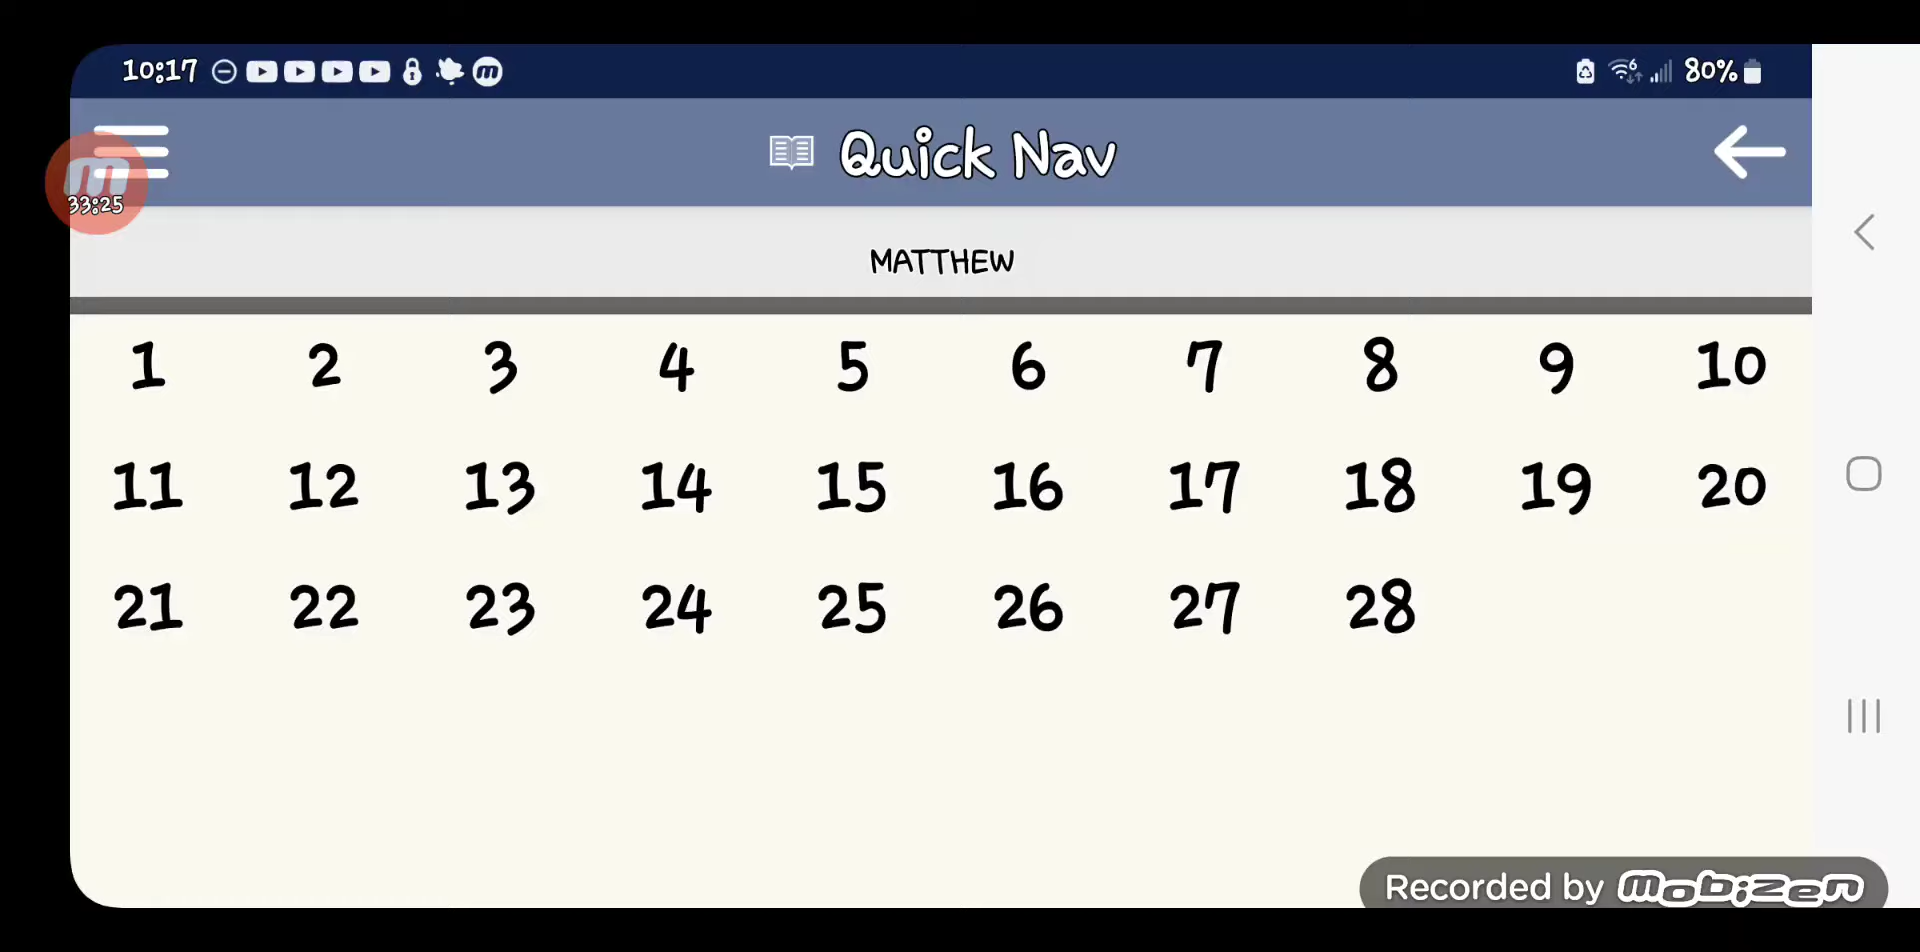 10:17 m 80%
Quick Nav
m
33:25
MATTHEW
1 2 3 4 5 6 7 8 9 10
11 12 13 14 15 16 17 18 19 20
21 22 23 24 25 26 27 28
Recorded by mobizen